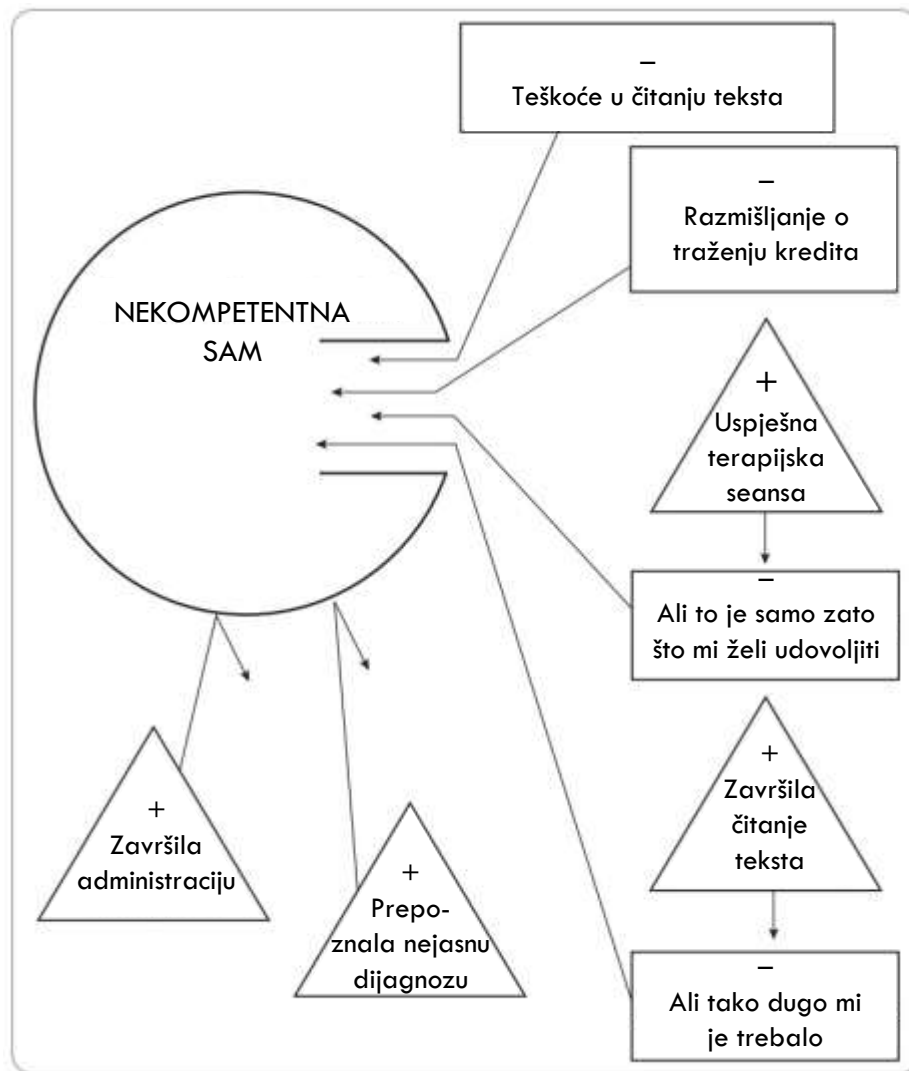 –
Teškoće u čitanju teksta
–
Razmišljanje o
traženju kredita
NEKOMPETENTNA
SAM
+
Uspješna
terapijska
seansa
–
Ali to je samo zato
što mi želi udovoljiti
+
Završila
čitanje
teksta
+
Završila
administraciju
+
Prepo-
znala nejasnu
dijagnozu
–
Ali tako dugo mi
je trebalo